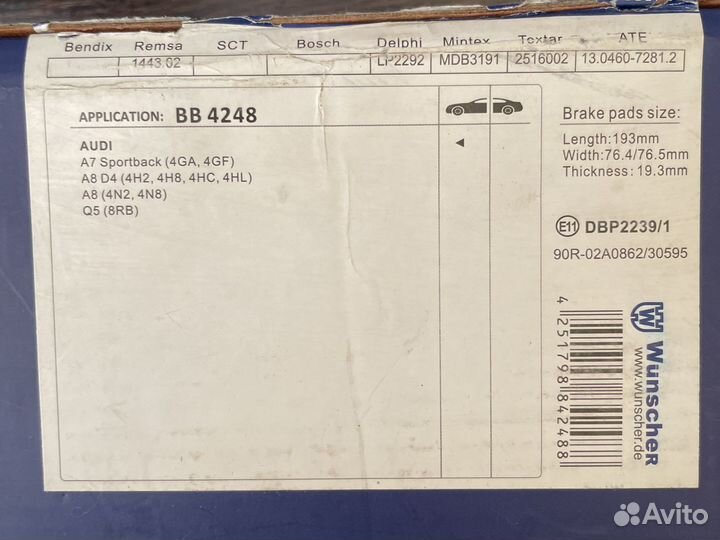 Bendix Remsa SCT Bosch Delphi Mintex Textar ATE
1443.02 LP2292 MDB3191 2516002 13.0460-7281.2
APPLICATION: BB 4248
AUDI
A7 Sportback (4GA, 4GF)
A8 D4 (4H2, 4H8, 4HC, 4HL)
A8 (4N2, 4N8)
Q5 (8RB)
Brake pads size:
Length: 193mm
Width: 76.4/76.5mm
Thickness: 19.3mm
E11 DBP2239/1
90R-02A0862/30595
4 251798 842488
W WünscheR
www.wunscher.de
Avito